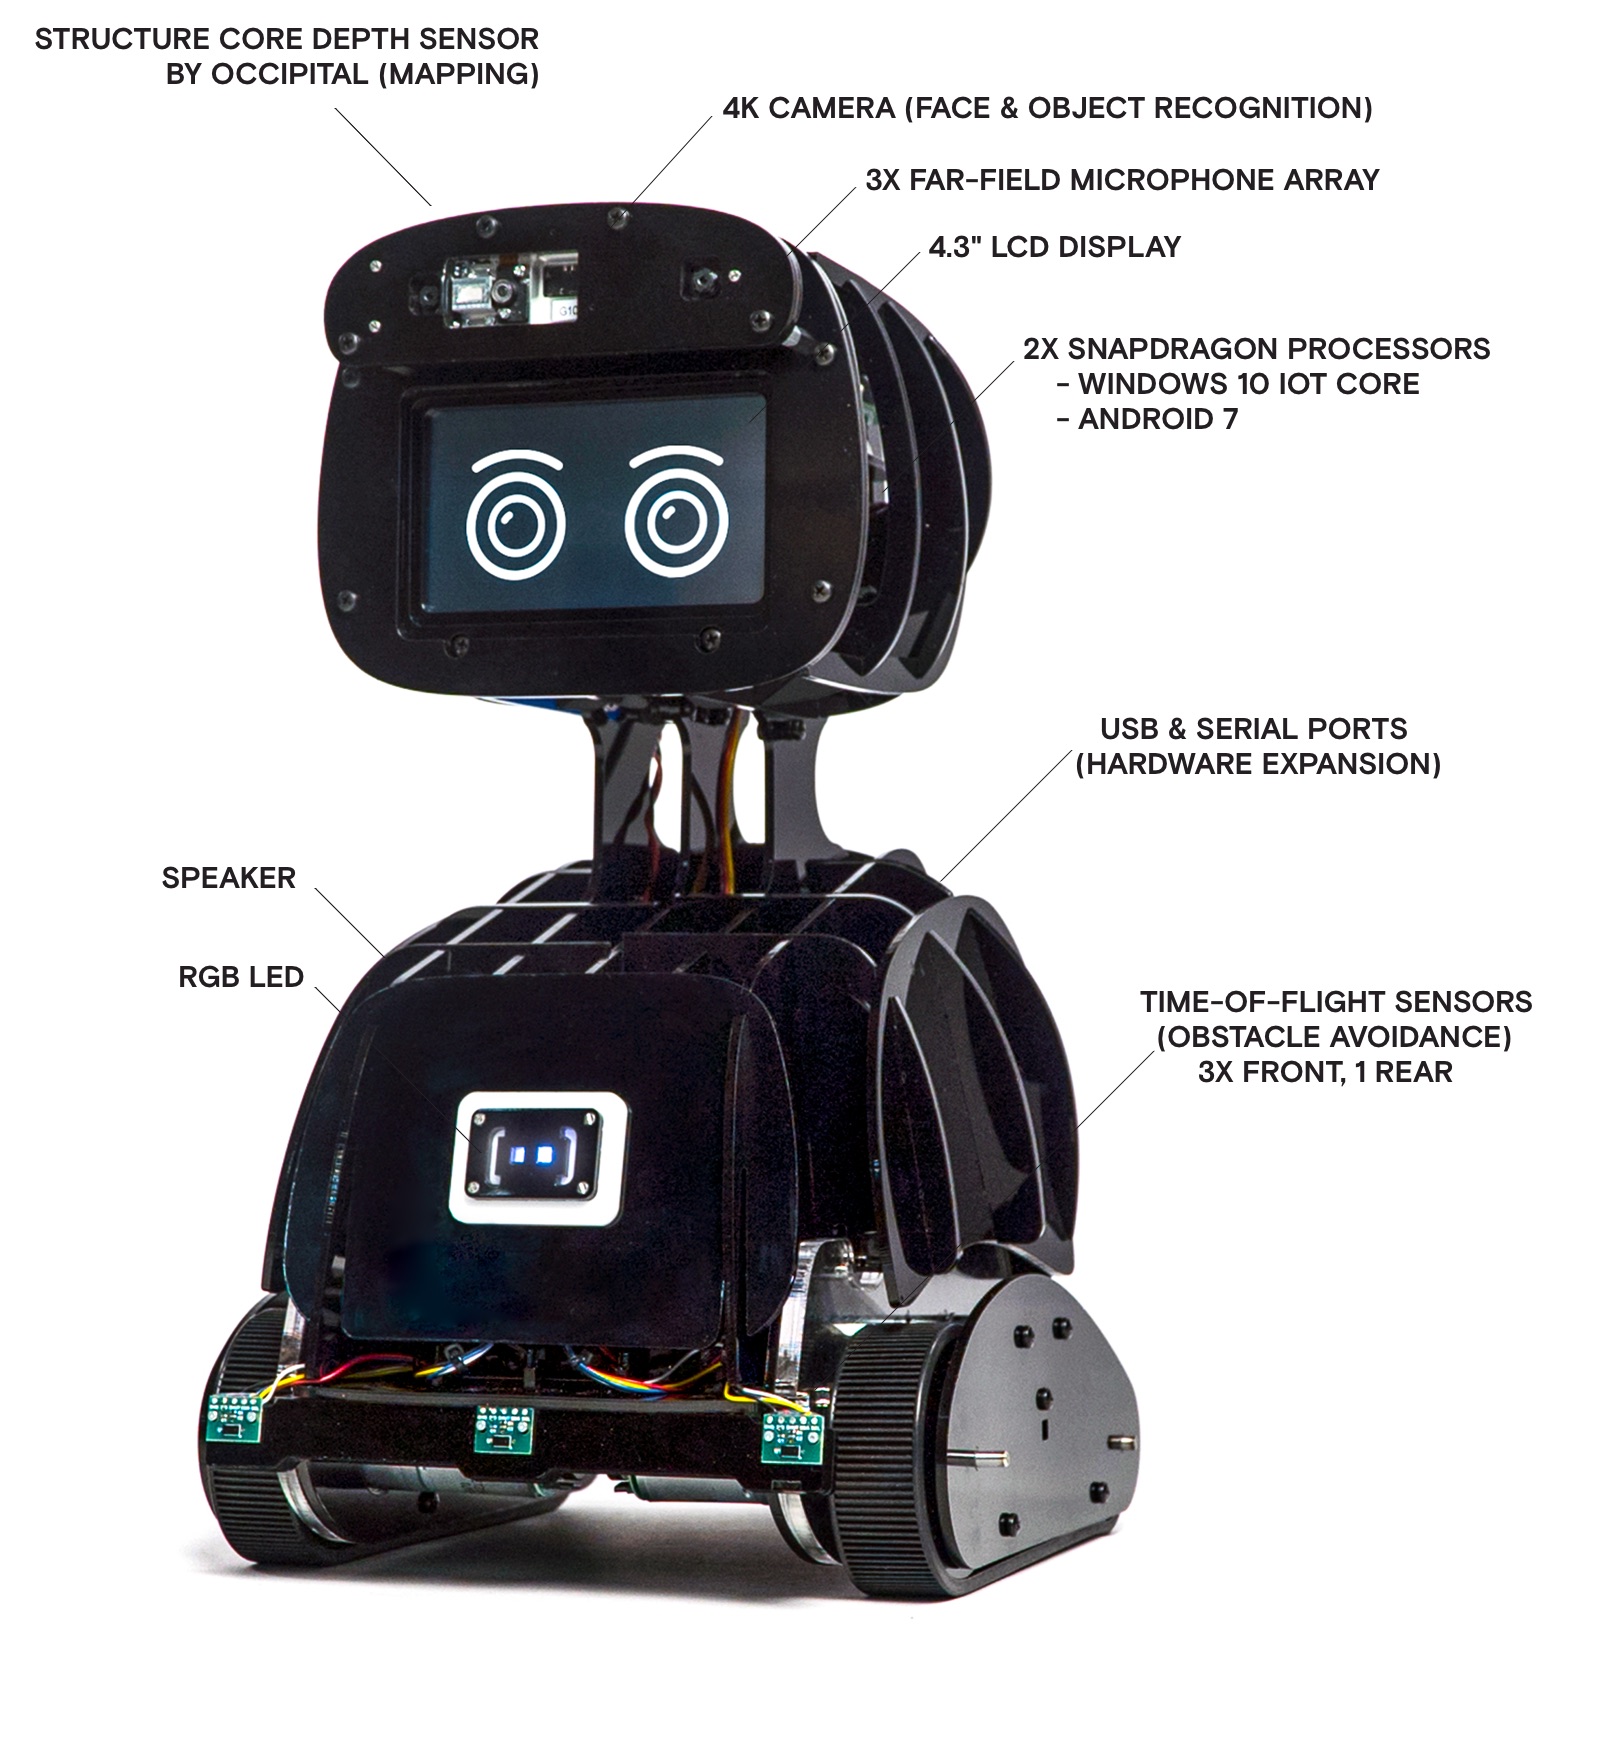 STRUCTURE CORE DEPTH SENSOR
BY OCCIPITAL (MAPPING)
4K CAMERA (FACE & OBJECT RECOGNITION)
3X FAR-FIELD MICROPHONE ARRAY
4.3" LCD DISPLAY
2X SNAPDRAGON PROCESSORS
- WINDOWS 10 IOT CORE
- ANDROID 7
USB & SERIAL PORTS
(HARDWARE EXPANSION)
SPEAKER
RGB LED
TIME-OF-FLIGHT SENSORS
(OBSTACLE AVOIDANCE)
3X FRONT, 1 REAR